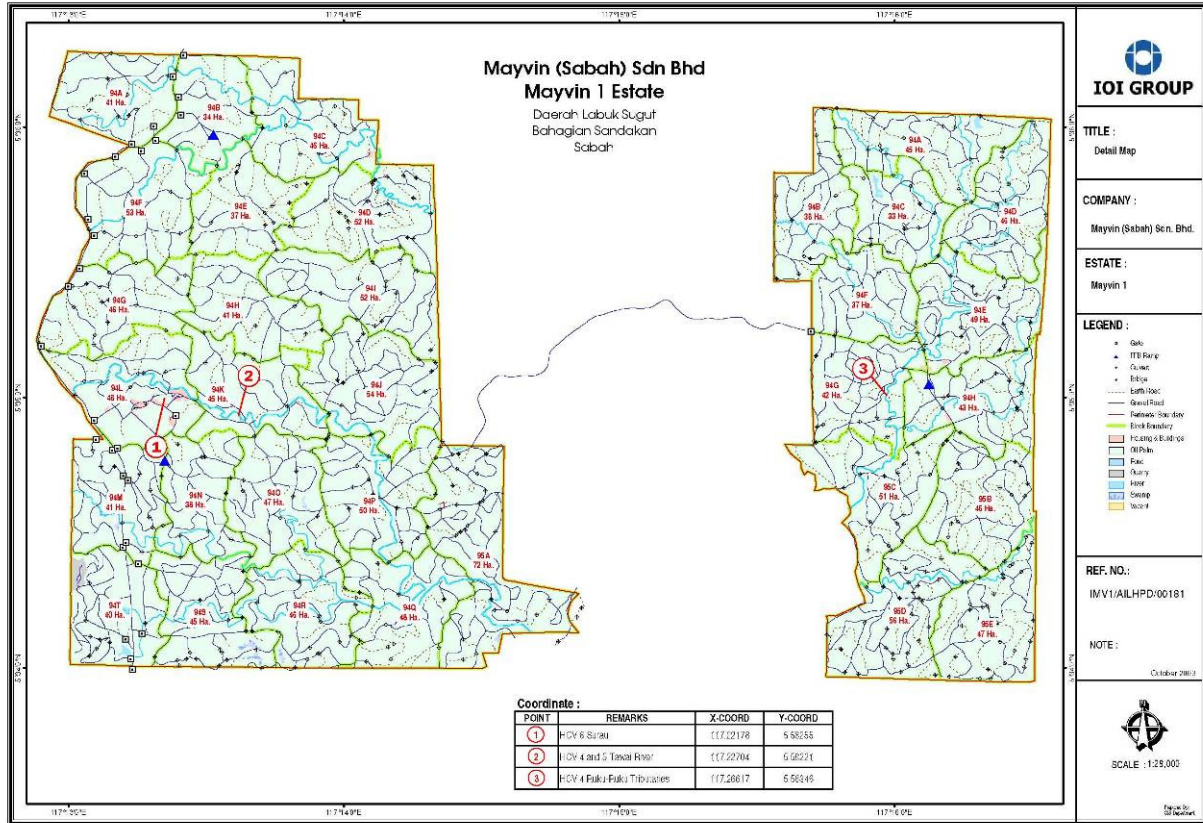 Mayvin (Sabah) Sdn Bhd
Mayvin 1 Estate
Daerah Labuk Sugut
Bahagian Sandakan
Sabah
94A
41 Ha.
94B
34 Ha.
94C
46 Ha.
94F
53 Ha.
94E
37 Ha.
94D
52 Ha.
94G
46 Ha.
94H
41 Ha.
94I
52 Ha.
94L
48 Ha.
94K
45 Ha.
94J
54 Ha.
2
1
94M
41 Ha.
94N
38 Ha.
94O
47 Ha.
94P
50 Ha.
95A
72 Ha.
94T
40 Ha.
94S
45 Ha.
94R
46 Ha.
94Q
48 Ha.
94A
45 Ha.
94B
38 Ha.
94C
33 Ha.
94D
46 Ha.
94F
37 Ha.
94E
49 Ha.
3
94G
42 Ha.
94H
43 Ha.
95C
51 Ha.
95B
46 Ha.
95D
56 Ha.
95E
47 Ha.
Coordinate :
POINT REMARKS X-COORD Y-COORD
1 HCV 6 Surau
2 HCV 4 and 5 Tawai River
3 HCV 4 Ruku-Ruku Tributaries
IOI GROUP
TITLE :
Detail Map
COMPANY :
Mayvin (Sabah) Sdn. Bhd.
ESTATE :
Mayvin 1
LEGEND :
Gate
FFB Ramp
Culvert
Bridge
Earth Road
Gravel Road
Perimeter Boundary
Block Boundary
Housing & Buildings
Oil Palm
Pond
Quarry
River
Swamp
Vacant
REF. NO.:
IMV1/AILHPD/00181
NOTE :
October
SCALE :